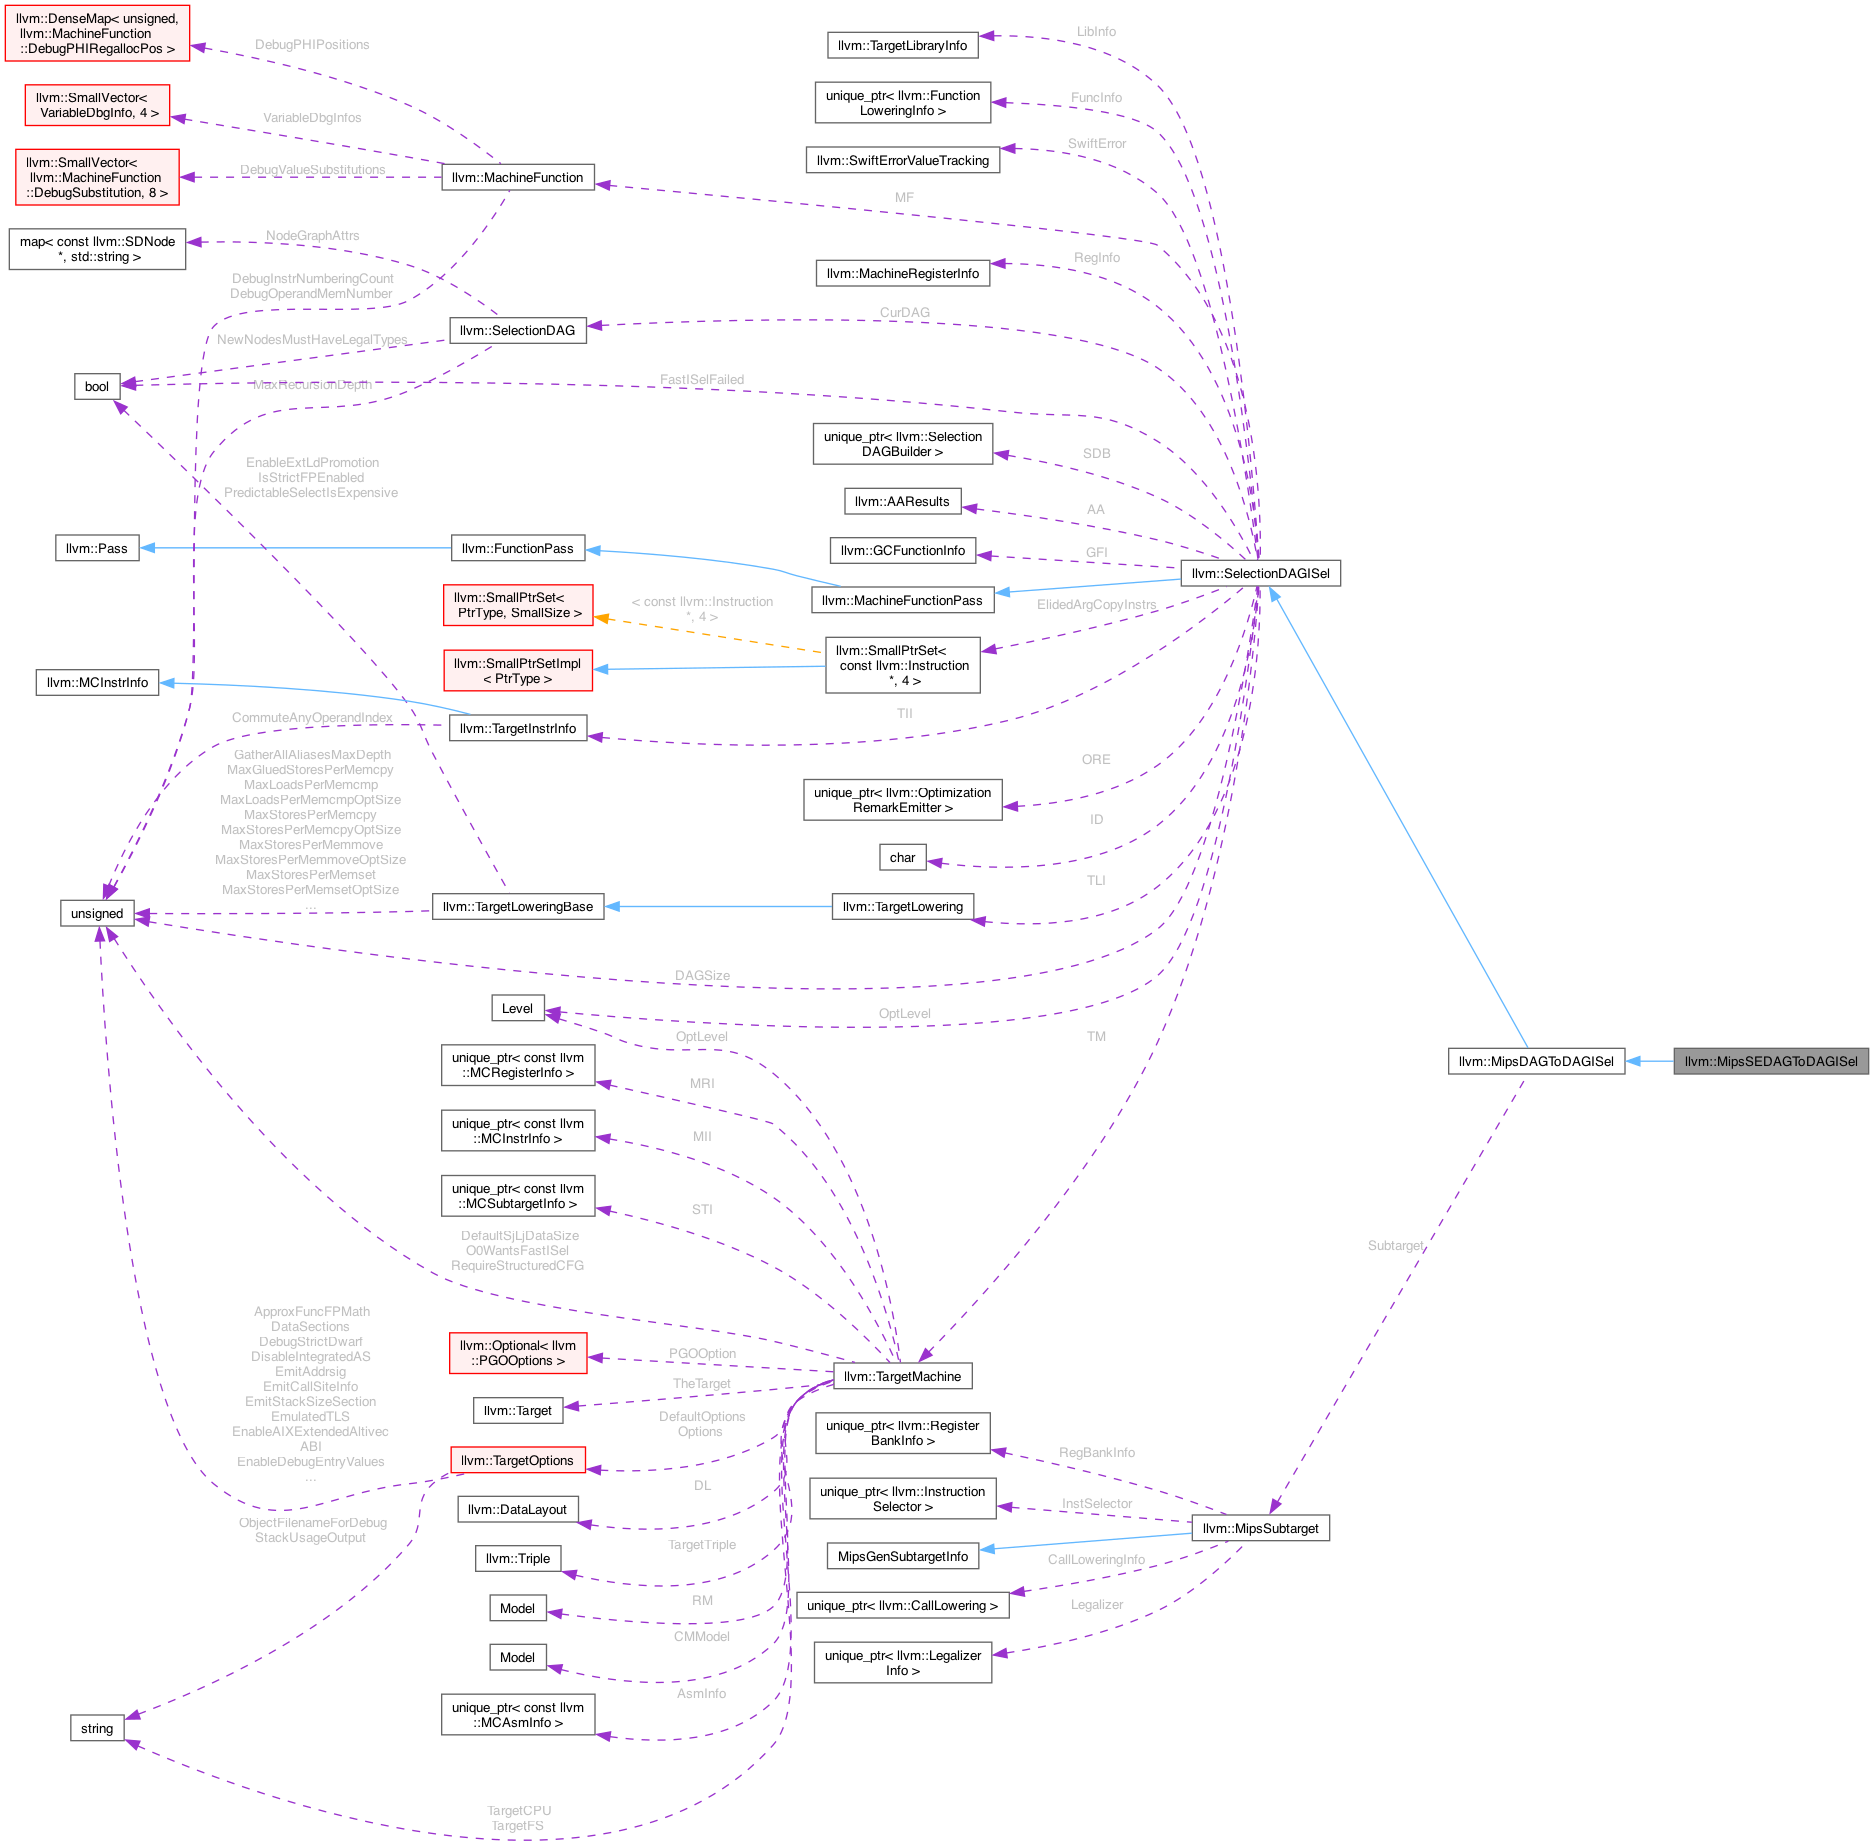 llvm::DenseMap< unsigned,
llvm::MachineFunction
::DebugPHIRegallocPos >
llvm::SmallVector<
VariableDbgInfo, 4 >
llvm::SmallVector<
llvm::MachineFunction
::DebugSubstitution, 8 >
map< const llvm::SDNode
*, std::string >
bool
llvm::Pass
llvm::MCInstrInfo
unsigned
string
DebugPHIPositions
VariableDbgInfos
DebugValueSubstitutions
NodeGraphAttrs
DebugInstrNumberingCount
DebugOperandMemNumber
NewNodesMustHaveLegalTypes
MaxRecursionDepth
EnableExtLdPromotion
IsStrictFPEnabled
PredictableSelectIsExpensive
CommuteAnyOperandIndex
GatherAllAliasesMaxDepth
MaxGluedStoresPerMemcpy
MaxLoadsPerMemcmp
MaxLoadsPerMemcmpOptSize
MaxStoresPerMemcpy
MaxStoresPerMemcpyOptSize
MaxStoresPerMemmove
MaxStoresPerMemmoveOptSize
MaxStoresPerMemset
MaxStoresPerMemsetOptSize
...
ApproxFuncFPMath
DataSections
DebugStrictDwarf
DisableIntegratedAS
EmitAddrsig
EmitCallSiteInfo
EmitStackSizeSection
EmulatedTLS
EnableAIXExtendedAltivec
ABI
EnableDebugEntryValues
...
ObjectFilenameForDebug
StackUsageOutput
llvm::MachineFunction
llvm::SelectionDAG
llvm::FunctionPass
llvm::SmallPtrSet<
PtrType, SmallSize >
llvm::SmallPtrSetImpl
< PtrType >
llvm::TargetInstrInfo
llvm::TargetLoweringBase
Level
unique_ptr< const llvm
::MCRegisterInfo >
unique_ptr< const llvm
::MCInstrInfo >
unique_ptr< const llvm
::MCSubtargetInfo >
DefaultSjLjDataSize
O0WantsFastISel
RequireStructuredCFG
llvm::Optional< llvm
::PGOOptions >
llvm::Target
llvm::TargetOptions
llvm::DataLayout
llvm::Triple
Model
Model
unique_ptr< const llvm
::MCAsmInfo >
TargetCPU
TargetFS
FastISelFailed
< const llvm::Instruction
*, 4 >
DAGSize
OptLevel
MRI
MII
STI
PGOOption
TheTarget
DefaultOptions
Options
DL
TargetTriple
RM
CMModel
AsmInfo
llvm::TargetLibraryInfo
unique_ptr< llvm::Function
LoweringInfo >
llvm::SwiftErrorValueTracking
MF
llvm::MachineRegisterInfo
CurDAG
unique_ptr< llvm::Selection
DAGBuilder >
llvm::AAResults
llvm::GCFunctionInfo
llvm::MachineFunctionPass
llvm::SmallPtrSet<
const llvm::Instruction
*, 4 >
TII
unique_ptr< llvm::Optimization
RemarkEmitter >
char
llvm::TargetLowering
OptLevel
llvm::TargetMachine
unique_ptr< llvm::Register
BankInfo >
unique_ptr< llvm::Instruction
Selector >
MipsGenSubtargetInfo
unique_ptr< llvm::CallLowering >
unique_ptr< llvm::Legalizer
Info >
LibInfo
FuncInfo
SwiftError
RegInfo
SDB
AA
GFI
ElidedArgCopyInstrs
ORE
ID
TLI
TM
RegBankInfo
InstSelector
CallLoweringInfo
Legalizer
llvm::SelectionDAGISel
llvm::MipsSubtarget
Subtarget
llvm::MipsDAGToDAGISel
llvm::MipsSEDAGToDAGISel